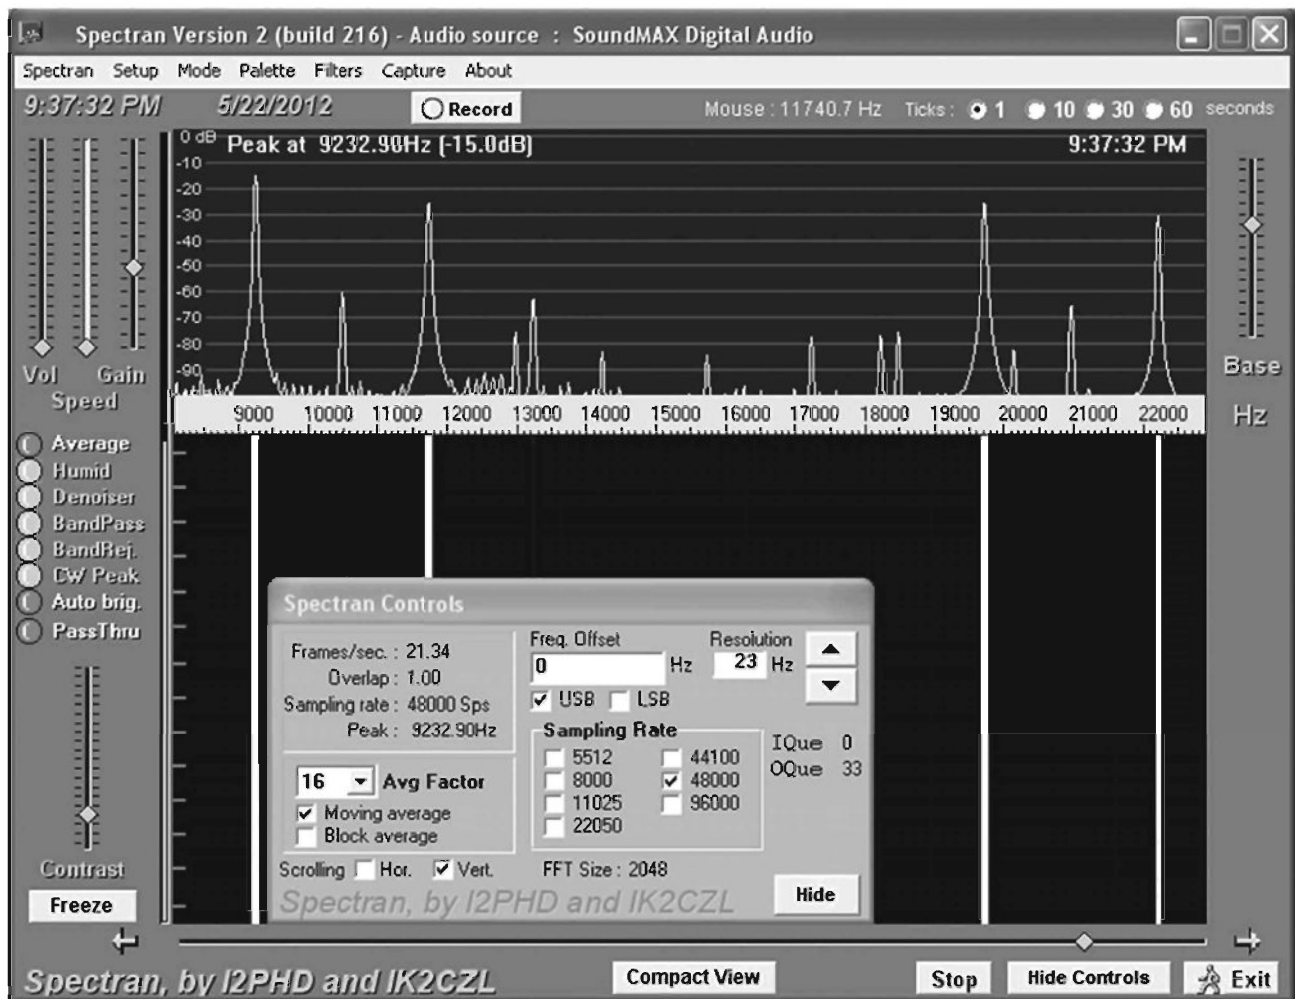 Spectran Version 2 (build 216) - Audio source : SoundMAX Digital Audio
Spectran Setup Mode Palette Filters Capture About
9:37:32 PM 5/22/2012 Record Mouse : 11740.7 Hz Ticks : 1 10 30 60 seconds
0 dB Peak at 9232.90Hz (-15.0dB) 9:37:32 PM
-10
-20
-30
-40
-50
-60
-70
-80
-90
Vol Gain
Speed
Base
Hz
9000 10000 11000 12000 13000 14000 15000 16000 17000 18000 19000 20000 21000 22000
Average
Humid
Denoiser
BandPass
BandRej.
CW Peak
Auto brig.
PassThru
Contrast
Freeze
Spectran Controls
Frames/sec. : 21.34
Overlap : 1.00
Sampling rate : 48000 Sps
Peak : 9232.90Hz
Freq. Offset
0 Hz
Resolution
23 Hz
USB LSB
Sampling Rate
5512 44100
8000 48000
11025 96000
22050
IQue 0
OQue 33
16 Avg Factor
Moving average
Block average
Scrolling Hor. Vert. FFT Size : 2048
Spectran, by I2PHD and IK2CZL
Hide
Spectran, by I2PHD and IK2CZL Compact View Stop Hide Controls Exit